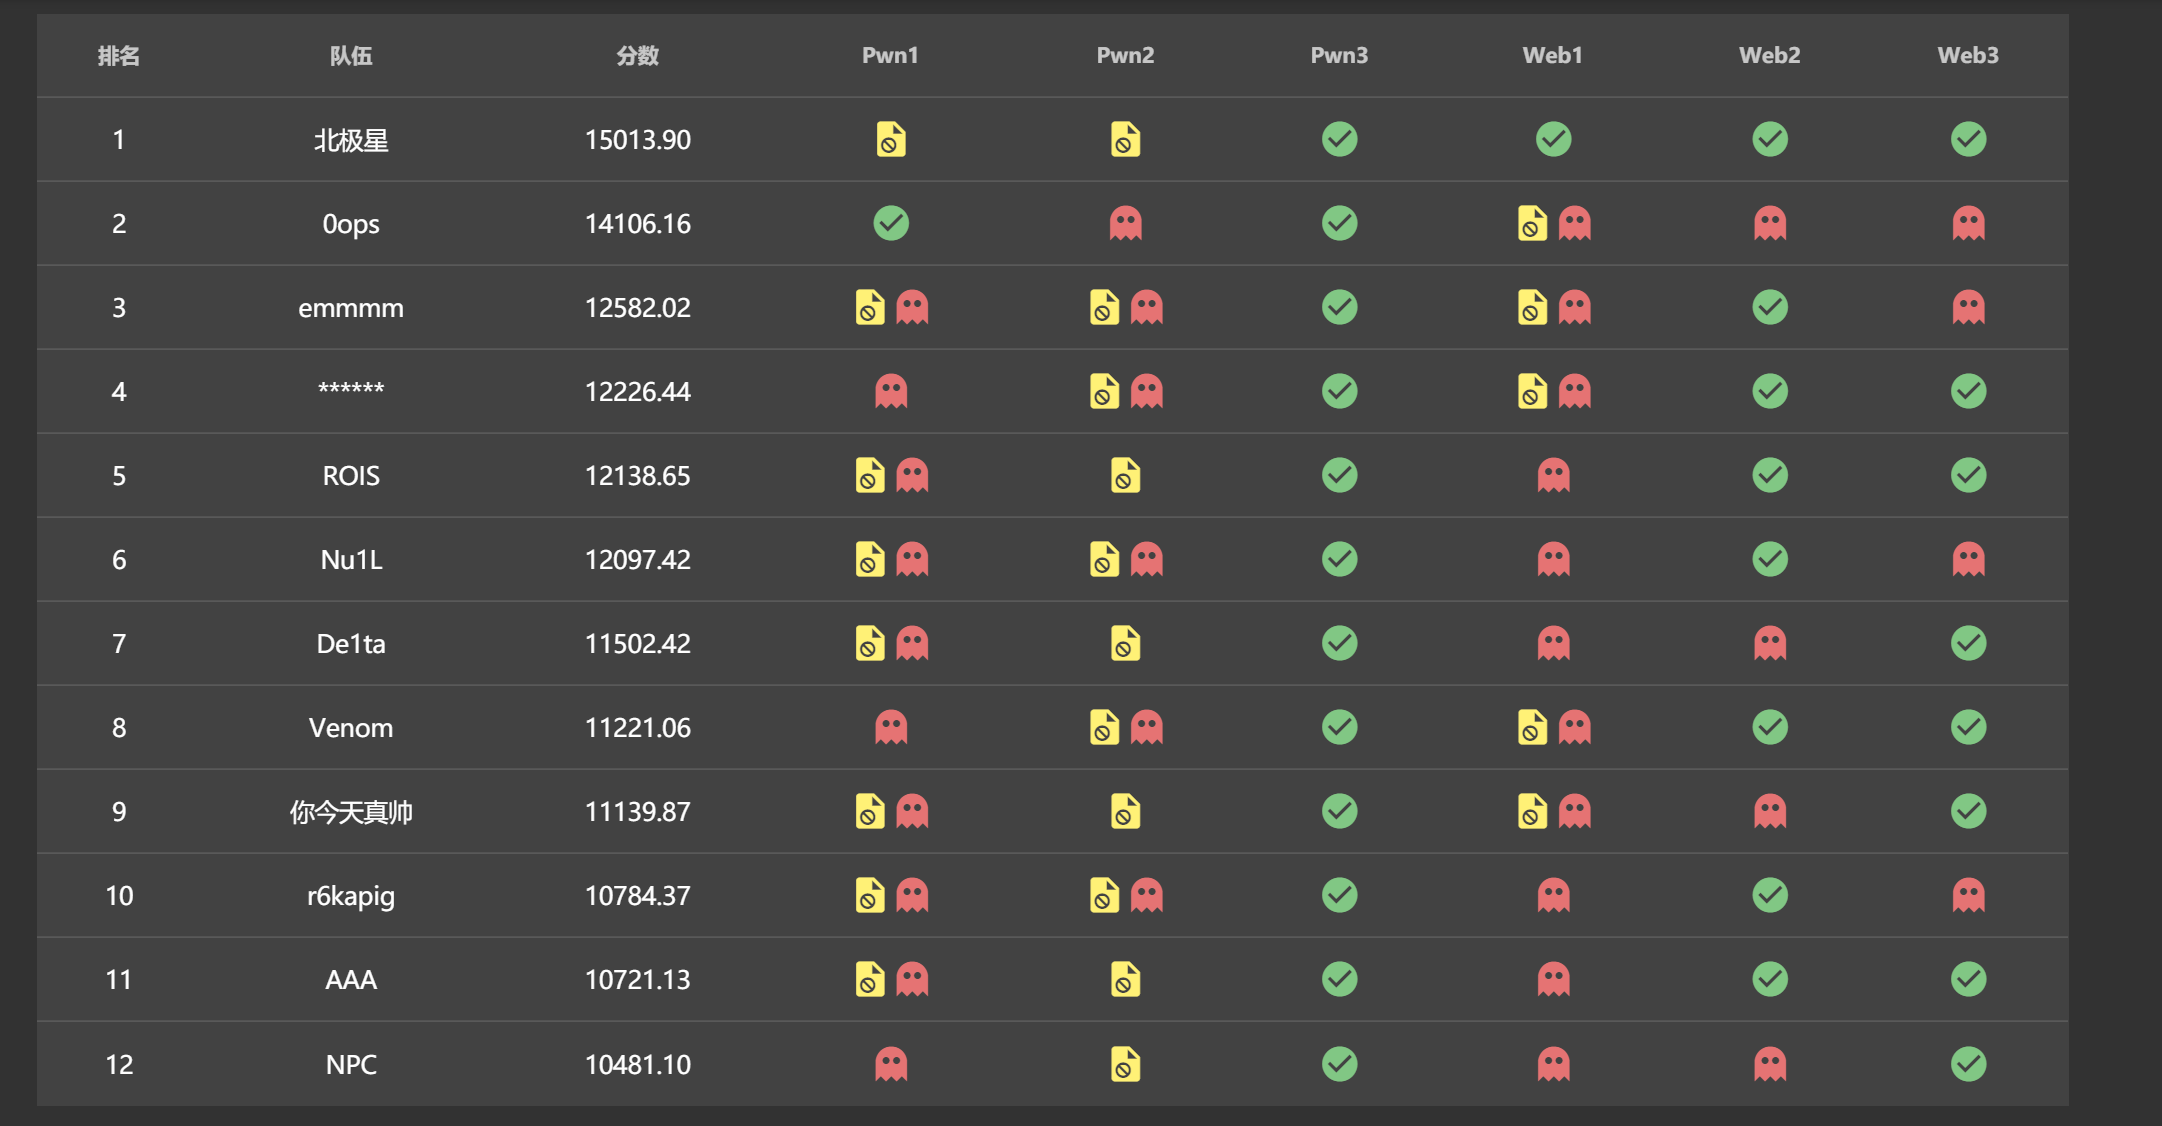 排名 队伍 分数 Pwn1 Pwn2 Pwn3 Web1 Web2 Web3
1 北极星 15013.90
2 0ops 14106.16
3 emmmm 12582.02
4 ****** 12226.44
5 ROIS 12138.65
6 Nu1L 12097.42
7 De1ta 11502.42
8 Venom 11221.06
9 你今天真帅 11139.87
10 r6kapig 10784.37
11 AAA 10721.13
12 NPC 10481.10